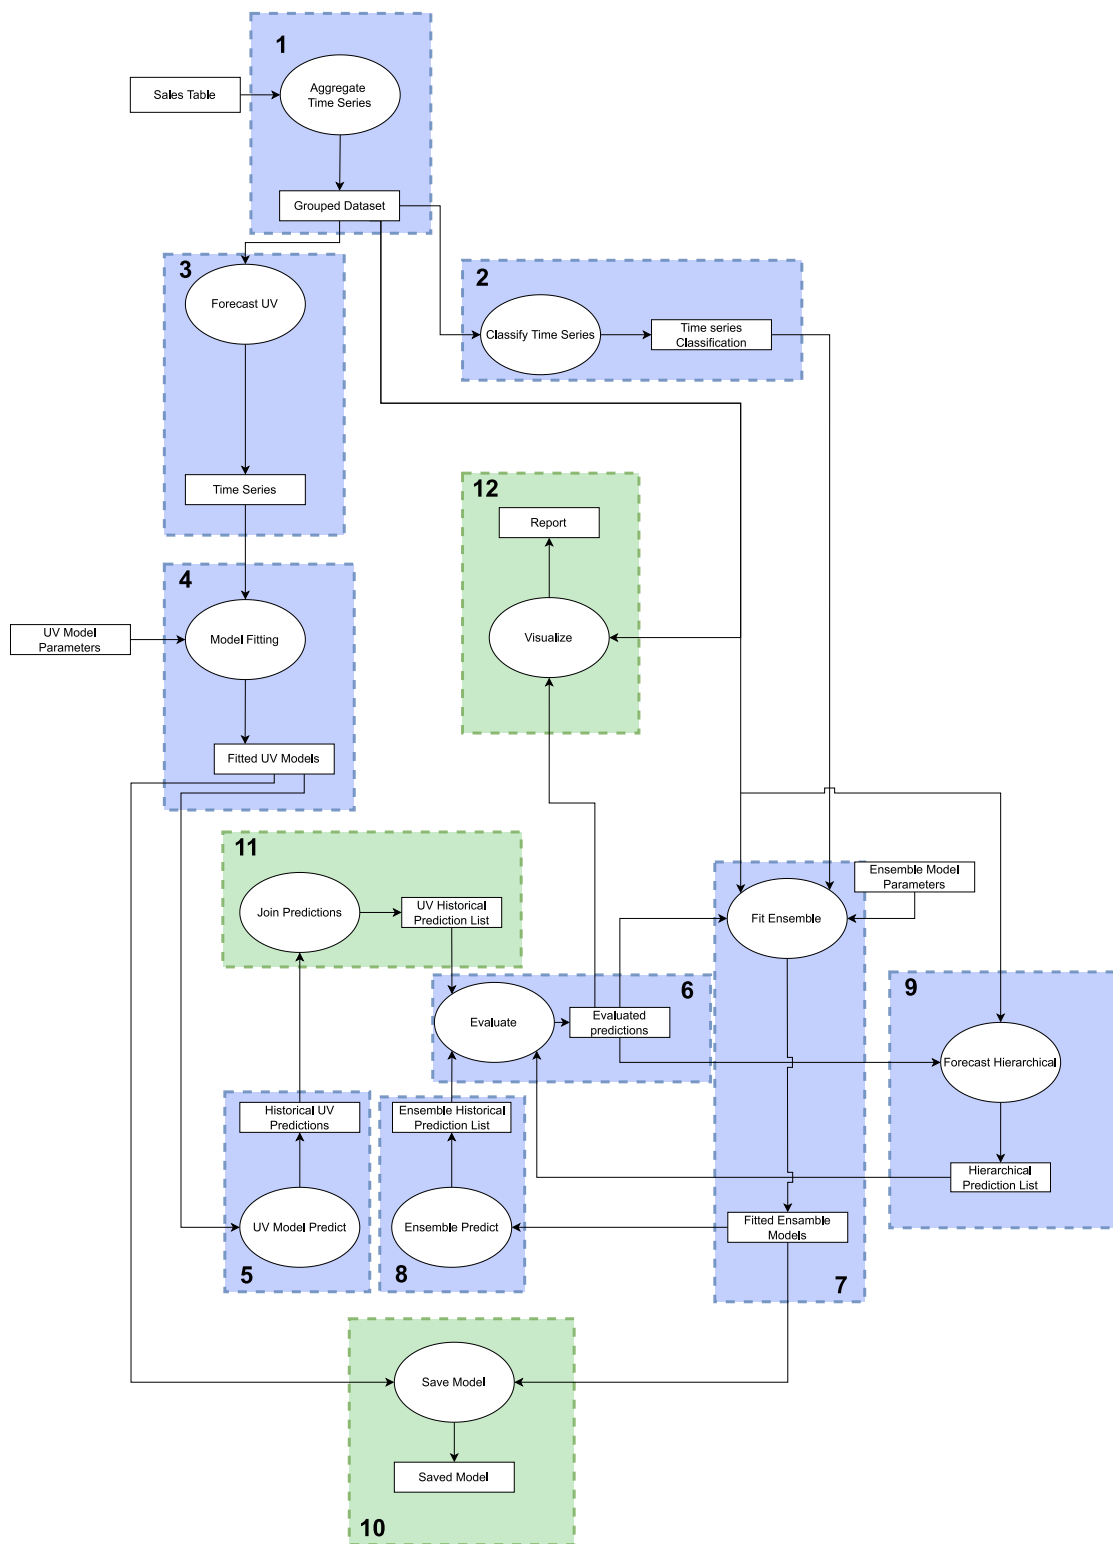 1
Aggregate
Time Series
Sales Table
Grouped Dataset
3
Forecast UV
2
Classify Time Series
Time series
Classification
Time Series
12
Report
4
Model Fitting
UV Model
Parameters
Visualize
Fitted UV Models
11
Join Predictions
UV Historical
Prediction List
Ensemble Model
Parameters
Fit Ensemble
6
Evaluate
Evaluated
predictions
9
Forecast Hierarchical
Historical UV
Predictions
Ensemble Historical
Prediction List
Hierarchical
Prediction List
UV Model Predict
Ensemble Predict
Fitted Ensamble
Models
5
8
7
Save Model
Saved Model
10